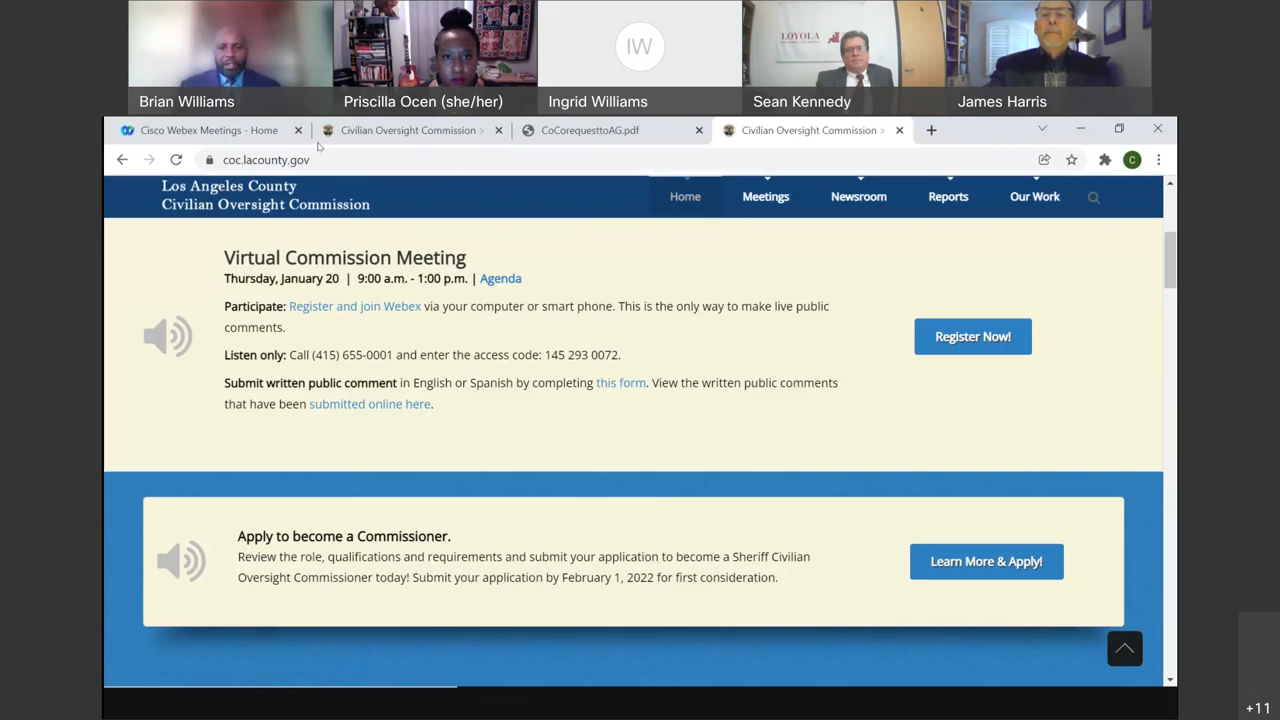 LOYOLA
IW
Brian Williams
Priscilla Ocen (she/her)
Ingrid Williams
Sean Kennedy
James Harris
Cisco Webex Meetings - Home
Civilian Oversight Commission >
CoCorequesttoAG.pdf
Civilian Oversight Commission >
coc.lacounty.gov
C
Los Angeles County
Civilian Oversight Commission
Home
Meetings
Newsroom
Reports
Our Work
Virtual Commission Meeting
Thursday, January 20 | 9:00 a.m. - 1:00 p.m. | Agenda
Participate: Register and join Webex via your computer or smart phone. This is the only way to make live public
comments.
Register Now!
Listen only: Call (415) 655-0001 and enter the access code: 145 293 0072.
Submit written public comment in English or Spanish by completing this form. View the written public comments
that have been submitted online here.
Apply to become a Commissioner.
Review the role, qualifications and requirements and submit your application to become a Sheriff Civilian
Oversight Commissioner today! Submit your application by February 1, 2022 for first consideration.
Learn More & Apply!
+11